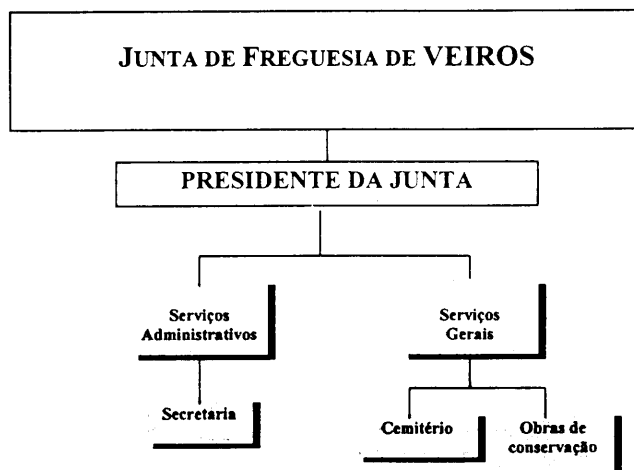 JUNTA DE FREGUESIA DE VEIROS
PRESIDENTE DA JUNTA
Serviços
Administrativos
Serviços
Gerais
Secretaria
Cemitério
Obras de
conservação